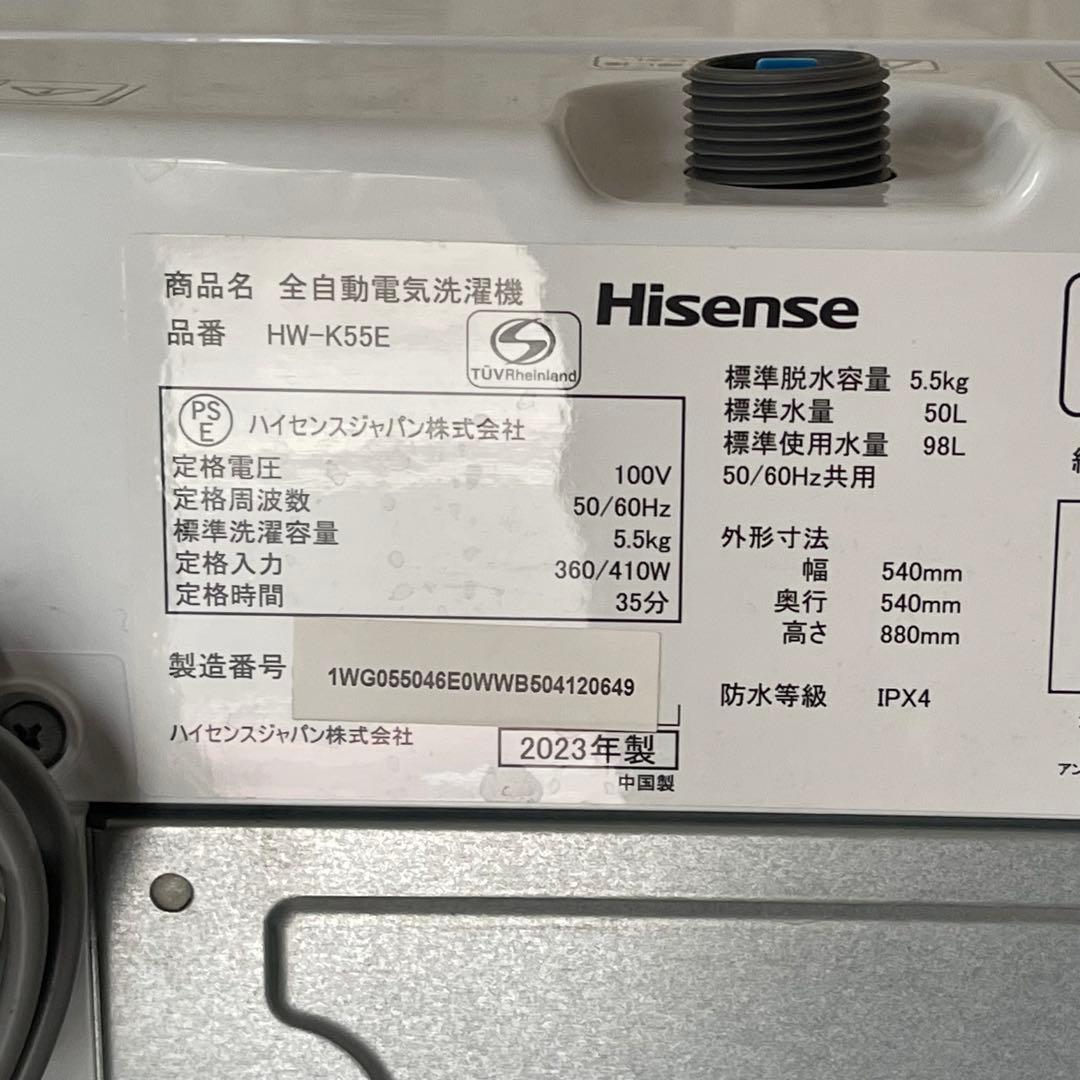 商品名 全自動電気洗濯機
品番 HW-K55E
TÜVRheinland
Hisense
PS
E
ハイセンスジャパン株式会社
定格電圧 100V
定格周波数 50/60Hz
標準洗濯容量 5.5kg
定格入力 360/410W
定格時間 35分
製造番号 1WG055046E0WWB504120649
ハイセンスジャパン株式会社
2023年製
中国製
標準脱水容量 5.5kg
標準水量 50L
標準使用水量 98L
50/60Hz共用
外形寸法
幅 540mm
奥行 540mm
高さ 880mm
防水等級 IPX4
アン